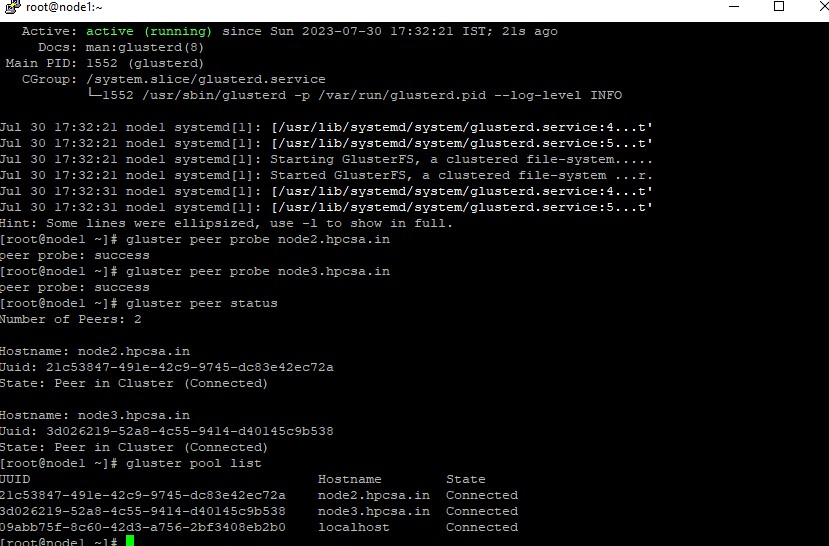 root@node1:~
Active: active (running) since Sun 2023-07-30 17:32:21 IST; 21s ago
Docs: man:glusterd(8)
Main PID: 1552 (glusterd)
CGroup: /system.slice/glusterd.service
└─1552 /usr/sbin/glusterd -p /var/run/glusterd.pid --log-level INFO
Jul 30 17:32:21 node1 systemd[1]: [/usr/lib/systemd/system/glusterd.service:4...t'
Jul 30 17:32:21 node1 systemd[1]: [/usr/lib/systemd/system/glusterd.service:5...t'
Jul 30 17:32:21 node1 systemd[1]: Starting GlusterFS, a clustered file-system.....
Jul 30 17:32:21 node1 systemd[1]: Started GlusterFS, a clustered file-system ...r.
Jul 30 17:32:31 node1 systemd[1]: [/usr/lib/systemd/system/glusterd.service:4...t'
Jul 30 17:32:31 node1 systemd[1]: [/usr/lib/systemd/system/glusterd.service:5...t'
Hint: Some lines were ellipsized, use -l to show in full.
[root@node1 ~]# gluster peer probe node2.hpcsa.in
peer probe: success
[root@node1 ~]# gluster peer probe node3.hpcsa.in
peer probe: success
[root@node1 ~]# gluster peer status
Number of Peers: 2
Hostname: node2.hpcsa.in
Uuid: 21c53847-491e-42c9-9745-dc83e42ec72a
State: Peer in Cluster (Connected)
Hostname: node3.hpcsa.in
Uuid: 3d026219-52a8-4c55-9414-d40145c9b538
State: Peer in Cluster (Connected)
[root@node1 ~]# gluster pool list
UUID Hostname State
21c53847-491e-42c9-9745-dc83e42ec72a node2.hpcsa.in Connected
3d026219-52a8-4c55-9414-d40145c9b538 node3.hpcsa.in Connected
09abb75f-8c60-42d3-a756-2bf3408eb2b0 localhost Connected
[root@node1 ~]#